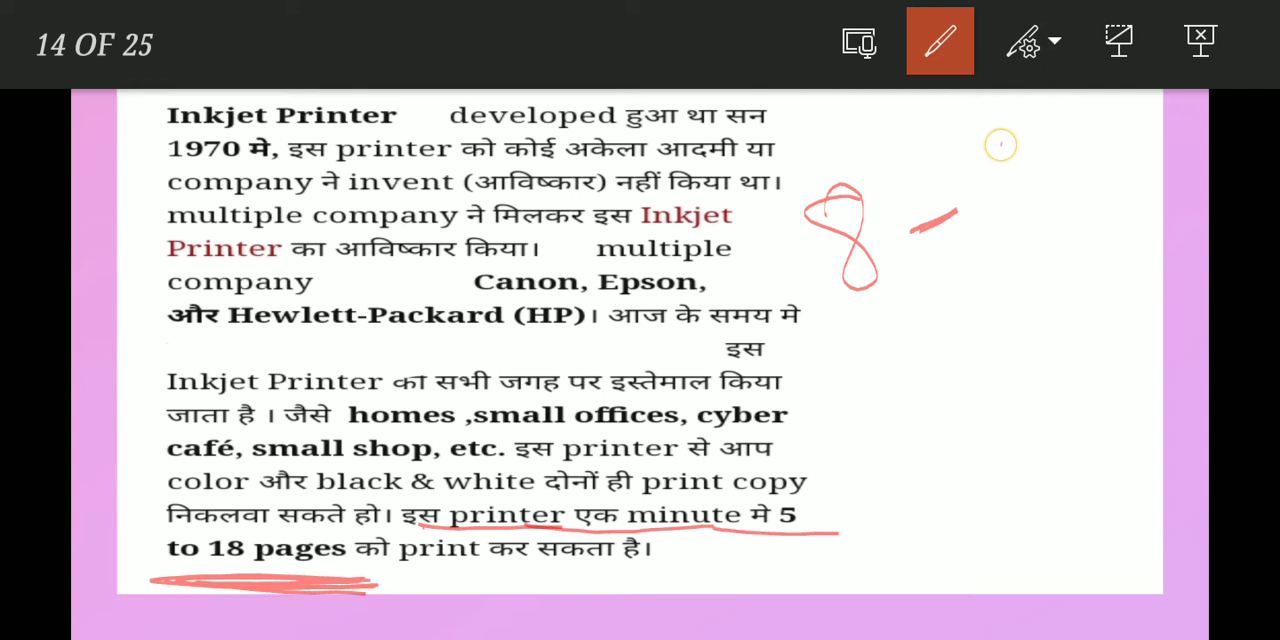 14 OF 25
Inkjet Printer developed हुआ था सन
1970 मे, इस printer को कोई अकेला आदमी या
company ने invent (आविष्कार) नहीं किया था।
multiple company ने मिलकर इस Inkjet
Printer का आविष्कार किया। multiple
company Canon, Epson,
और Hewlett-Packard (HP)। आज के समय मे
इस
Inkjet Printer का सभी जगह पर इस्तेमाल किया
जाता है । जैसे homes ,small offices, cyber
café, small shop, etc. इस printer से आप
color और black & white दोनों ही print copy
निकलवा सकते हो। इस printer एक minute मे 5
to 18 pages को print कर सकता है।
8 -